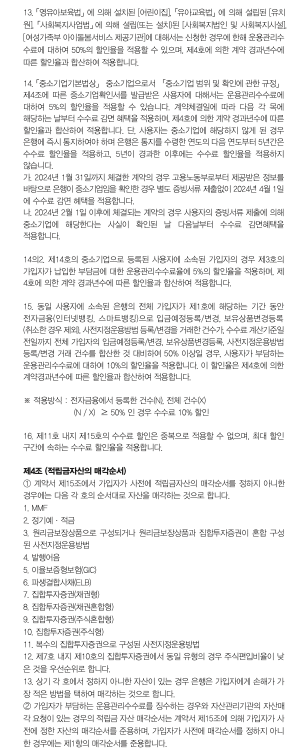 13. 「영유아보육법」 에 의해 설치된 [어린이집], 「유아교육법」 에 의해 설립된 [유치
원], 「사회복지사업법」 에 의해 설립(또는 설치)된 [사회복지법인 및 사회복지시설],
[여성가족부 아이돌봄서비스 제공기관]에 대해서는 신청한 경우에 한해 운용관리수
수료에 대하여 50%의 할인율을 적용할 수 있으며, 제4호에 의한 계약 경과년수에
따른 할인율과 합산하여 적용합니다.
14. 「중소기업기본법상」 중소기업으로서 「중소기업 범위 및 확인에 관한 규정」
제4조에 따른 중소기업확인서를 발급받은 사용자에 대해서는 운용관리수수료에
대하여 5%의 할인율을 적용할 수 있습니다. 계약체결일에 따라 다음 각 목에
해당하는 날부터 수수료 감면 혜택을 적용하며, 제4호에 의한 계약 경과년수에 따른
할인율과 합산하여 적용합니다. 단, 사용자는 중소기업에 해당하지 않게 된 경우
은행에 즉시 통지하여야 하며 은행은 통지를 수령한 연도의 다음 연도부터 5년간은
수수료 할인율을 적용하고, 5년이 경과한 이후에는 수수료 할인율을 적용하지
않습니다.
가. 2024년 1월 31일까지 체결한 계약의 경우 고용노동부로부터 제공받은 정보를
바탕으로 은행이 중소기업임을 확인한 경우 별도 증빙서류 제출없이 2024년 4월 1일
에 수수료 감면 혜택을 적용합니다.
나. 2024년 2월 1일 이후에 체결되는 계약의 경우 사용자의 증빙서류 제출에 의해
중소기업에 해당한다는 사실이 확인된 날 다음날부터 수수료 감면혜택을
적용합니다.
14의2. 제14호의 중소기업으로 등록된 사용자에 소속된 가입자의 경우 제3호의
가입자가 납입한 부담금에 대한 운용관리수수료율에 5%의 할인율을 적용하며, 제
4호에 의한 계약 경과년수에 따른 할인율과 합산하여 적용합니다.
15. 동일 사용자에 소속된 은행의 전체 가입자가 제1호에 해당하는 기간 동안
전자금융(인터넷뱅킹, 스마트뱅킹)으로 입금예정등록/변경, 보유상품변경등록
(취소한 경우 제외), 사전지정운용방법 등록/변경을 거래한 건수가, 수수료 계산기준일
전일까지 전체 가입자의 입금예정등록/변경, 보유상품변경등록, 사전지정운용방법
등록/변경 거래 건수를 합산한 것 대비하여 50% 이상일 경우, 사용자가 부담하는
운용관리수수료에 대하여 10%의 할인율을 적용합니다. 이 할인율은 제4호에 의한
계약경과년수에 따른 할인율과 합산하여 적용합니다.
※ 적용방식 : 전자금융에서 등록한 건수(N), 전체 건수(X)
(N / X) ≥ 50% 인 경우 수수료 10% 할인
16. 제11호 내지 제15호의 수수료 할인은 중복으로 적용할 수 없으며, 최대 할인
구간에 속하는 수수료 할인율을 적용합니다.
제4조 (적립금자산의 매각순서)
① 계약서 제15조에서 가입자가 사전에 적립금자산의 매각순서를 정하지 아니한
경우에는 다음 각 호의 순서대로 자산을 매각하는 것으로 합니다.
1. MMF
2. 정기예ㆍ적금
3. 원리금보장상품으로 구성되거나 원리금보장상품과 집합투자증권이 혼합 구성
된 사전지정운용방법
4. 발행어음
5. 이율보증형보험(GIC)
6. 파생결합사채(ELB)
7. 집합투자증권(채권형)
8. 집합투자증권(채권혼합형)
9. 집합투자증권(주식혼합형)
10. 집합투자증권(주식형)
11. 복수의 집합투자증권으로 구성된 사전지정운용방법
12. 제7호 내지 제10호의 집합투자증권에서 동일 유형의 경우 주식편입비율이 낮
은 것을 우선순위로 합니다.
13. 상기 각 호에서 정하지 아니한 자산이 있는 경우 은행은 가입자에게 손해가 가
장 적은 방법을 택하여 매각하는 것으로 합니다.
② 가입자가 부담하는 운용관리수수료를 징수하는 경우와 자산관리기관의 자산매
각 요청이 있는 경우의 적립금 자산 매각순서는 계약서 제15조에 의해 가입자가 사
전에 정한 자산의 매각순서를 준용하며, 가입자가 사전에 매각순서를 정하지 아니
한 경우에는 제1항의 매각순서를 준용합니다.